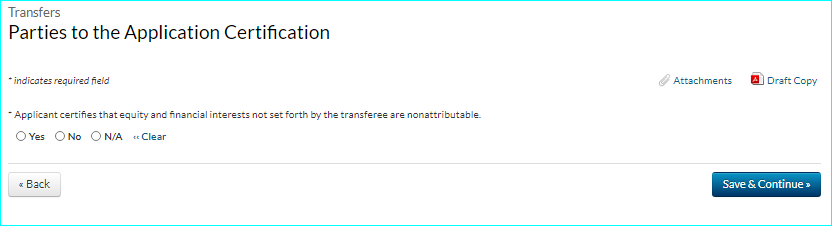 Transfers
Parties to the Application Certification
* indicates required field
Attachments
Draft Copy
* Applicant certifies that equity and financial interests not set forth by the transferee are nonattributable.
Yes No N/A ‹‹ Clear
« Back
Save & Continue »